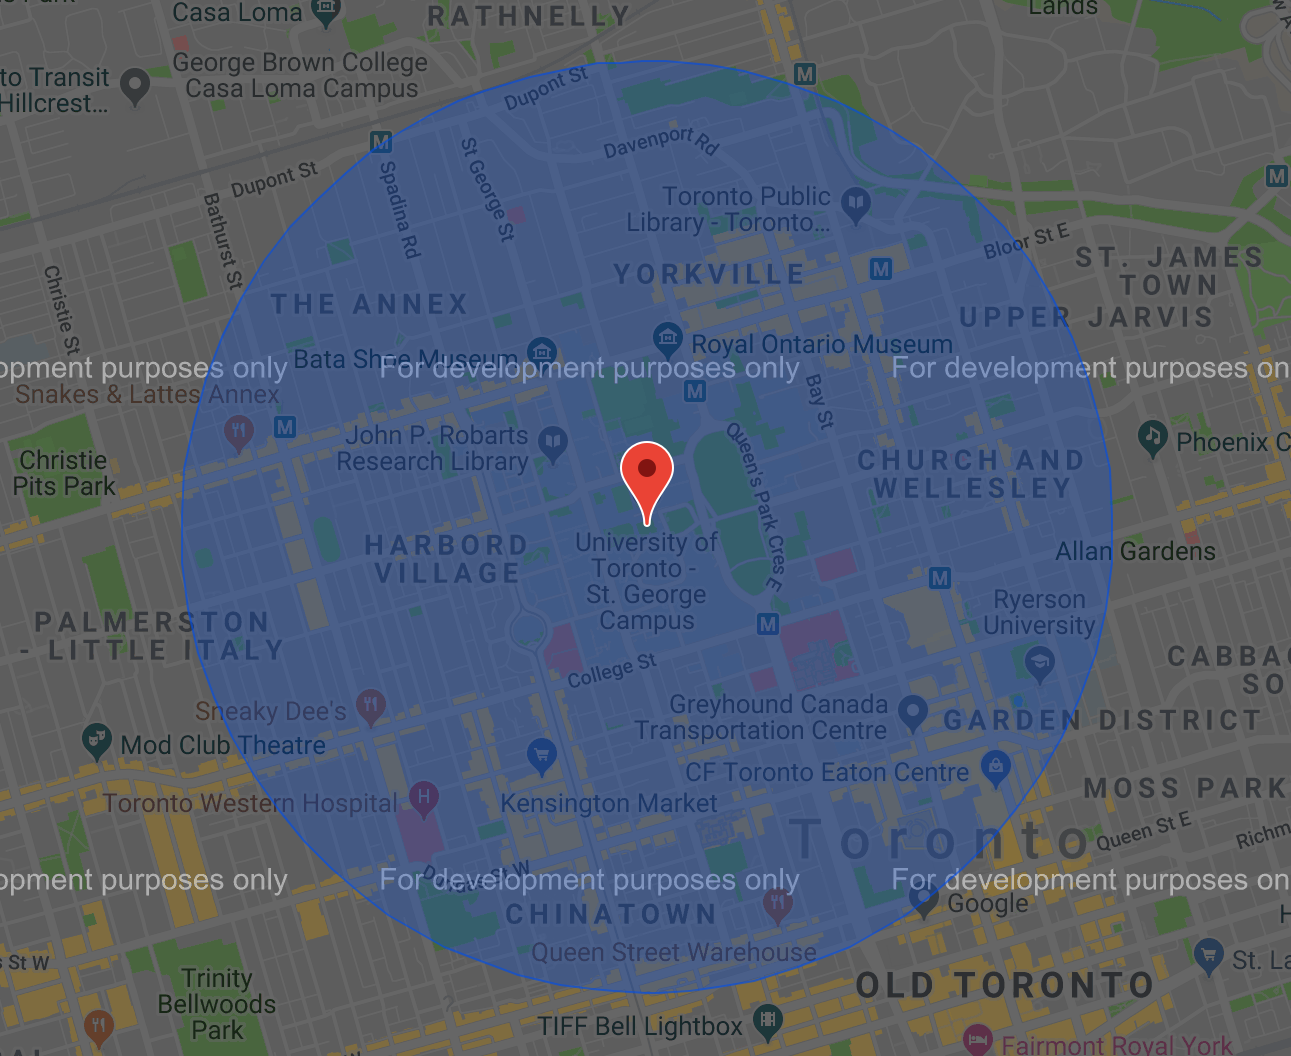 Casa Loma
RATHNELLY
Lands
George Brown College
Casa Loma Campus
to Transit
Hillcrest...
Dupont St
M
M
M
Davenport Rd
St George St
Spadina Rd
Dupont St
Bathurst St
Toronto Public
Library - Toronto...
Bloor St E
ST. JAMES
TOWN
YORKVILLE
M
Christie St
THE ANNEX
UPPER JARVIS
Bata Shoe Museum
Royal Ontario Museum
opment purposes only
For development purposes only
For development purposes on
Snakes & Lattes Annex
M
Bay St
M
John P. Robarts
Research Library
Queen's Park Cres E
Phoenix C
Christie
Pits Park
CHURCH AND
WELLESLEY
HARBORD
VILLAGE
University of
Toronto -
St. George
Campus
Allan Gardens
M
Ryerson
University
PALMERSTON
- LITTLE ITALY
M
College St
CABBA
SO
Sneaky Dee's
Greyhound Canada
Transportation Centre
GARDEN DISTRICT
Mod Club Theatre
CF Toronto Eaton Centre
MOSS PARK
Toronto Western Hospital
H
Kensington Market
Toronto
Queen St E
Richm
Dundas St W
opment purposes only
For development purposes only
For development purposes on
CHINATOWN
Google
Queen Street Warehouse
St W
St. La
Trinity
Bellwoods
Park
OLD TORONTO
TIFF Bell Lightbox
Fairmont Royal York